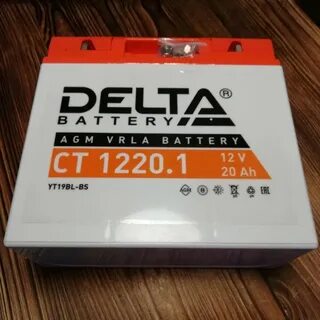 DELTA®
BATTERY
AGM VRLA BATTERY
CT 1220.1
12 V
20 Ah
YT19BL-BS